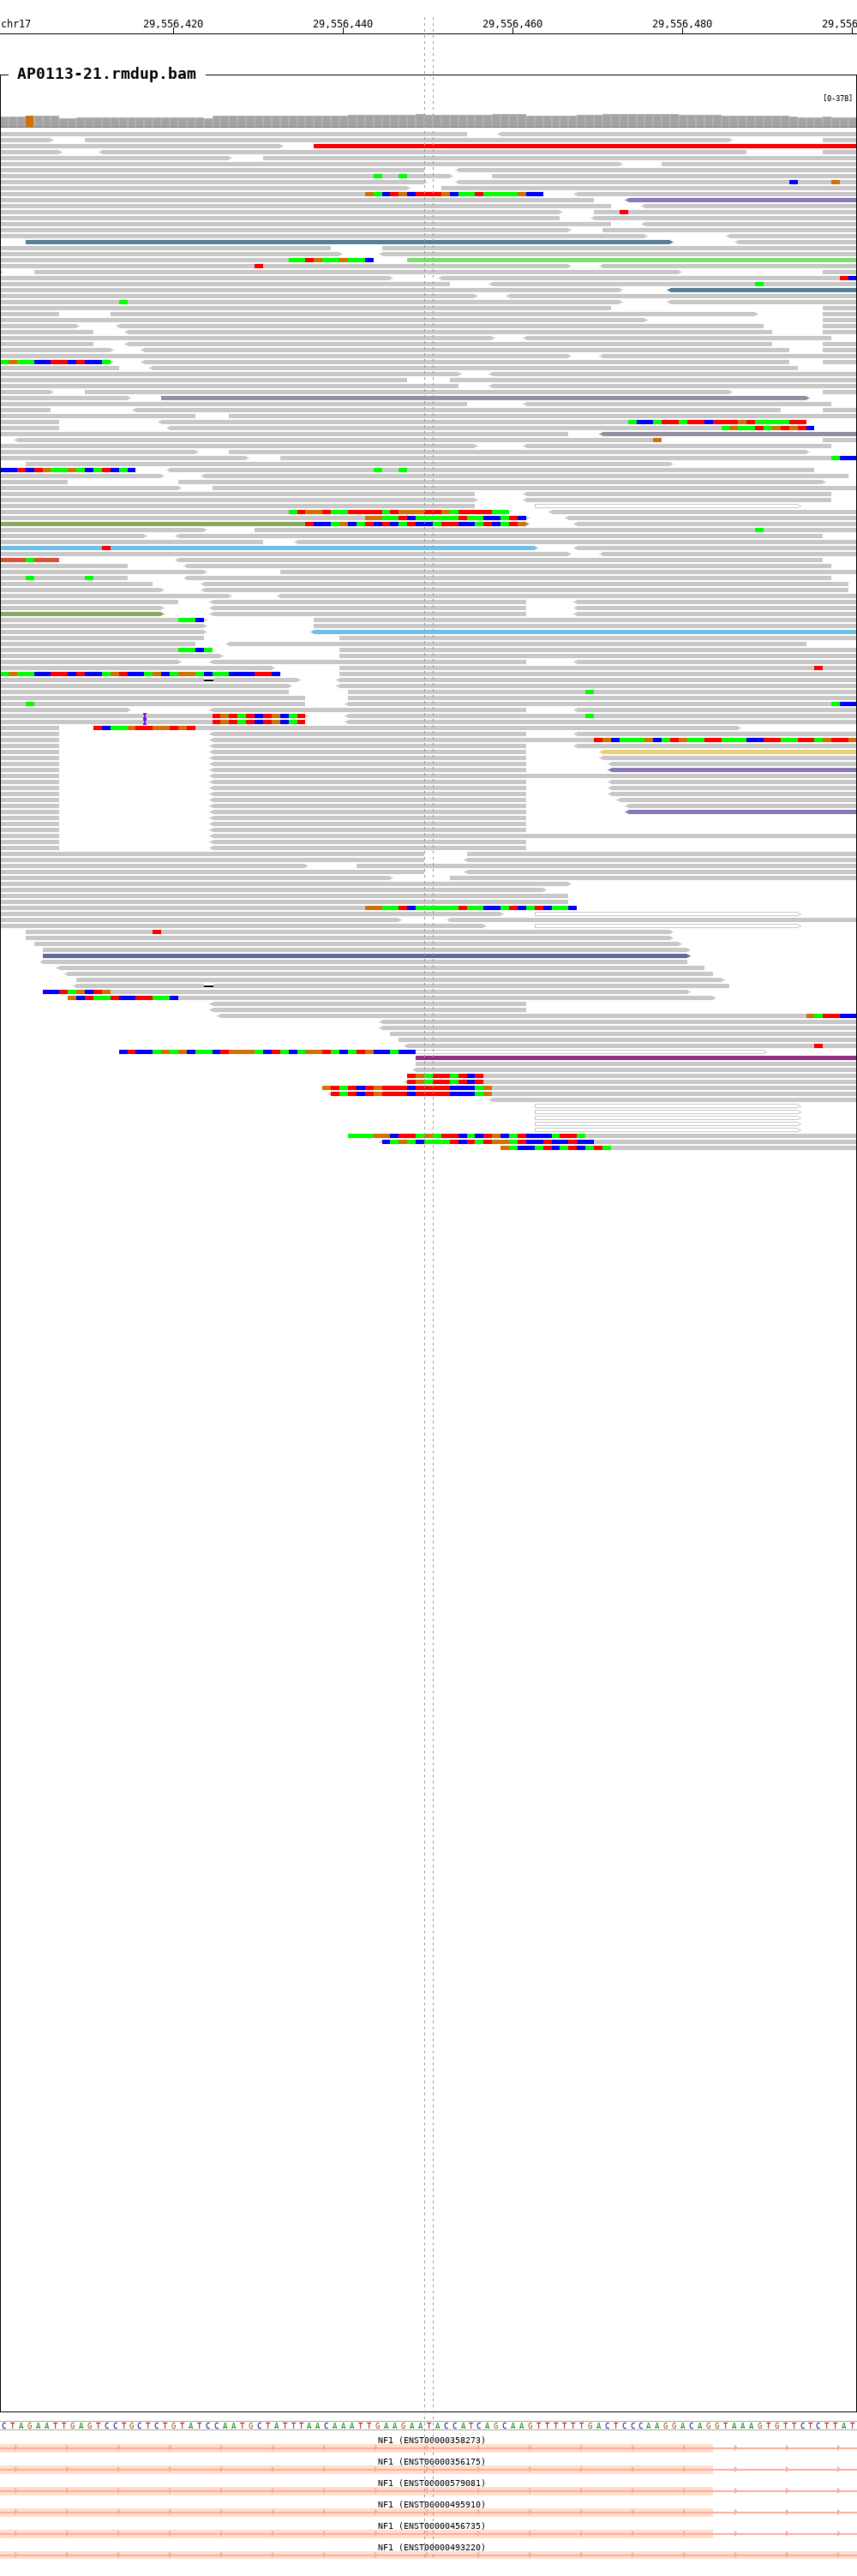 chr17 29,556,420 29,556,440 29,556,460 29,556,480 29,556
AP0113-21.rmdup.bam
[0-378]
C T A G A A T T G A G T C C T G C T C T G T A T C C A A T G C T A T T T A A C A A A T T G A A G A A T A C C A T C A G C A A G T T T T T T G A C T C C C A A G G A C A G G T A A A G T G T T C T C T T A T
NF1 (ENST00000358273)
NF1 (ENST00000356175)
NF1 (ENST00000579081)
NF1 (ENST00000495910)
NF1 (ENST00000456735)
NF1 (ENST00000493220)